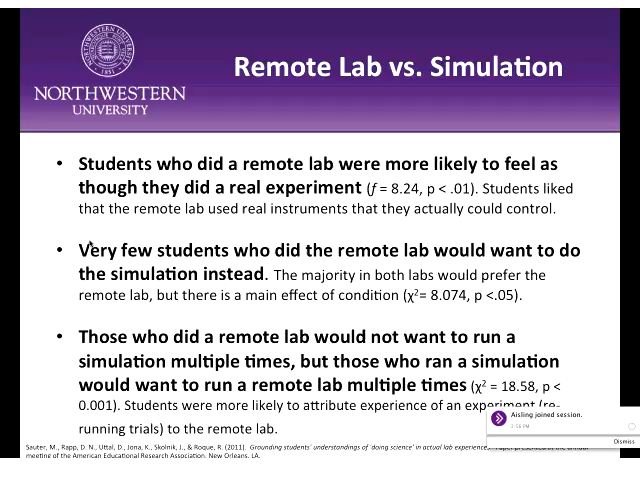 NORTHWESTERN
UNIVERSITY
Remote Lab vs. Simulation
• Students who did a remote lab were more likely to feel as
though they did a real experiment (f = 8.24, p < .01). Students liked
that the remote lab used real instruments that they actually could control.
• Very few students who did the remote lab would want to do
the simulation instead. The majority in both labs would prefer the
remote lab, but there is a main effect of condition (χ²= 8.074, p <.05).
• Those who did a remote lab would not want to run a
simulation multiple times, but those who ran a simulation
would want to run a remote lab multiple times (χ² = 18.58, p <
0.001). Students were more likely to attribute experience of an experiment (re-
running trials) to the remote lab.
Aisling joined session.
Dismiss
Sauter, M., Rapp, D. N., Uttal, D., Jona, K., Skolnik, J., & Roque, R. (2011). Grounding students' understandings of 'doing science' in actual lab experience
meeting of the American Educational Research Association. New Orleans, LA.